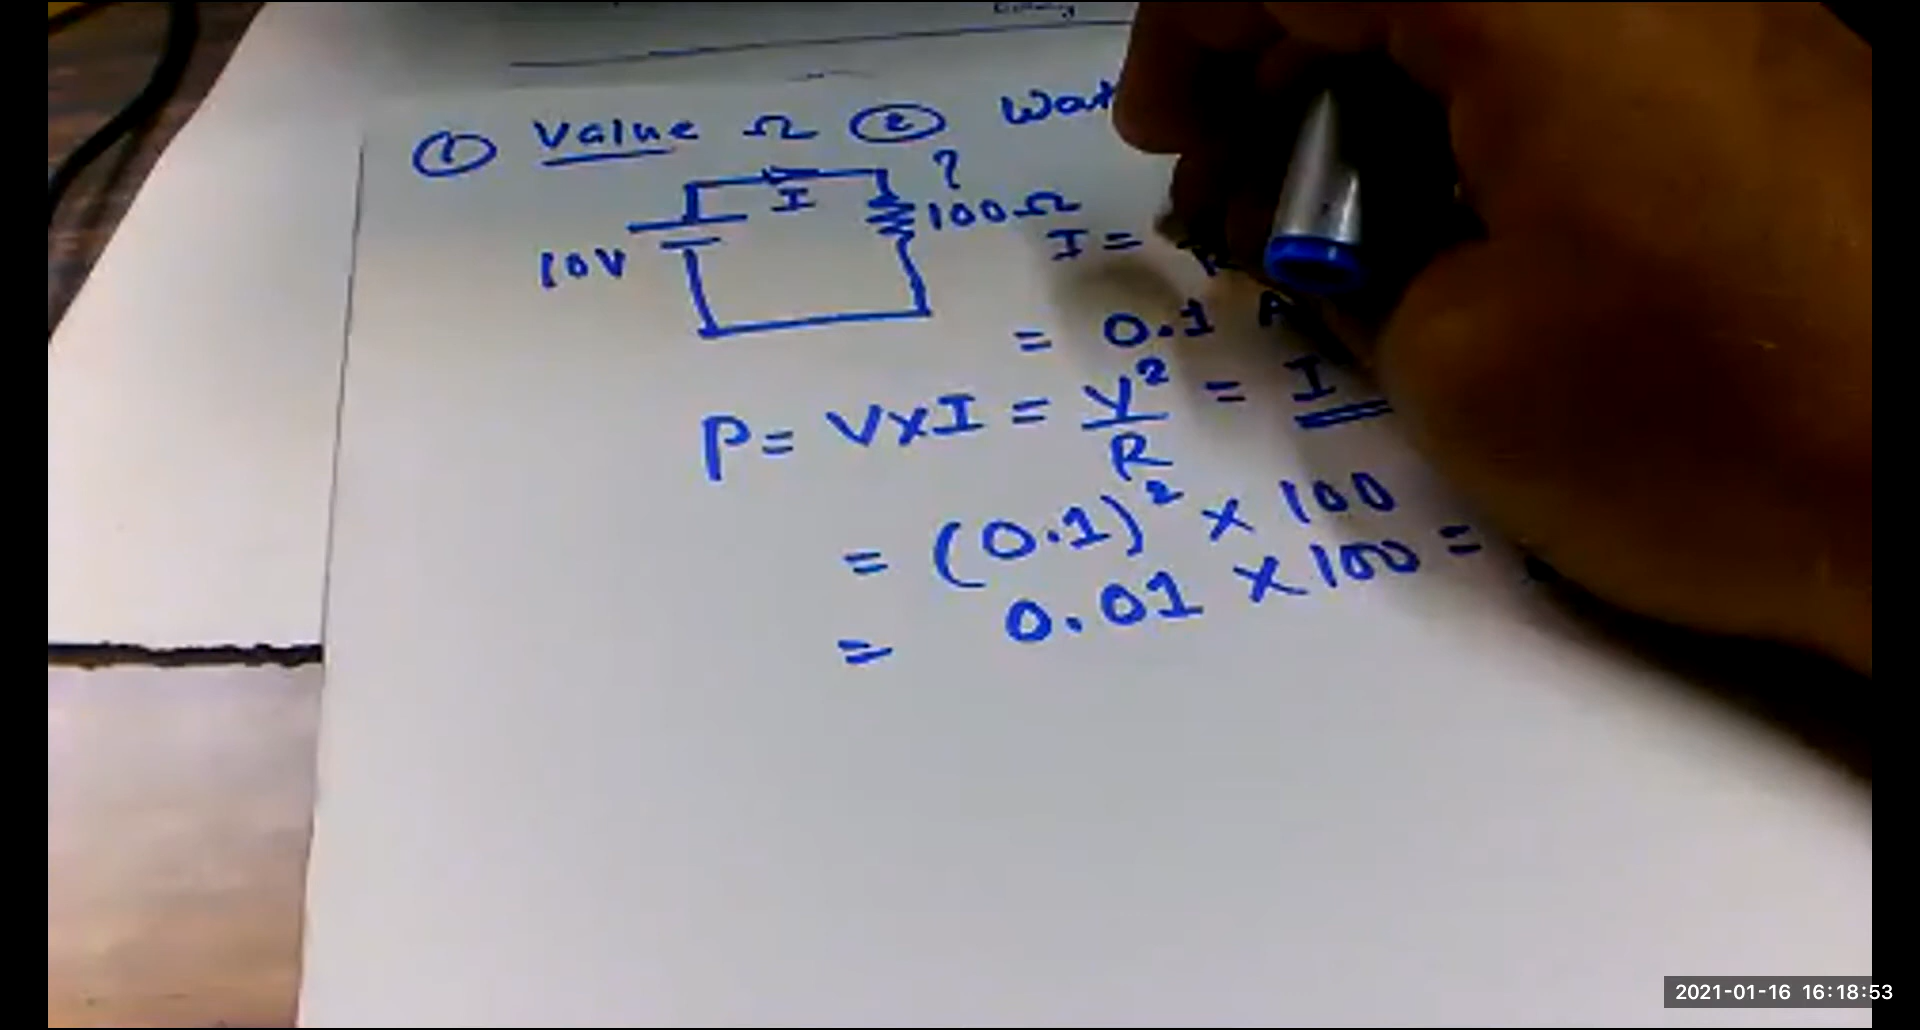 ① Value Ω ②
?
I
100Ω
10V
I =
= 0.1 A
P = V×I = V²/R = I
= (0.1)² × 100
= 0.01 × 100 =
2021-01-16 16:18:53